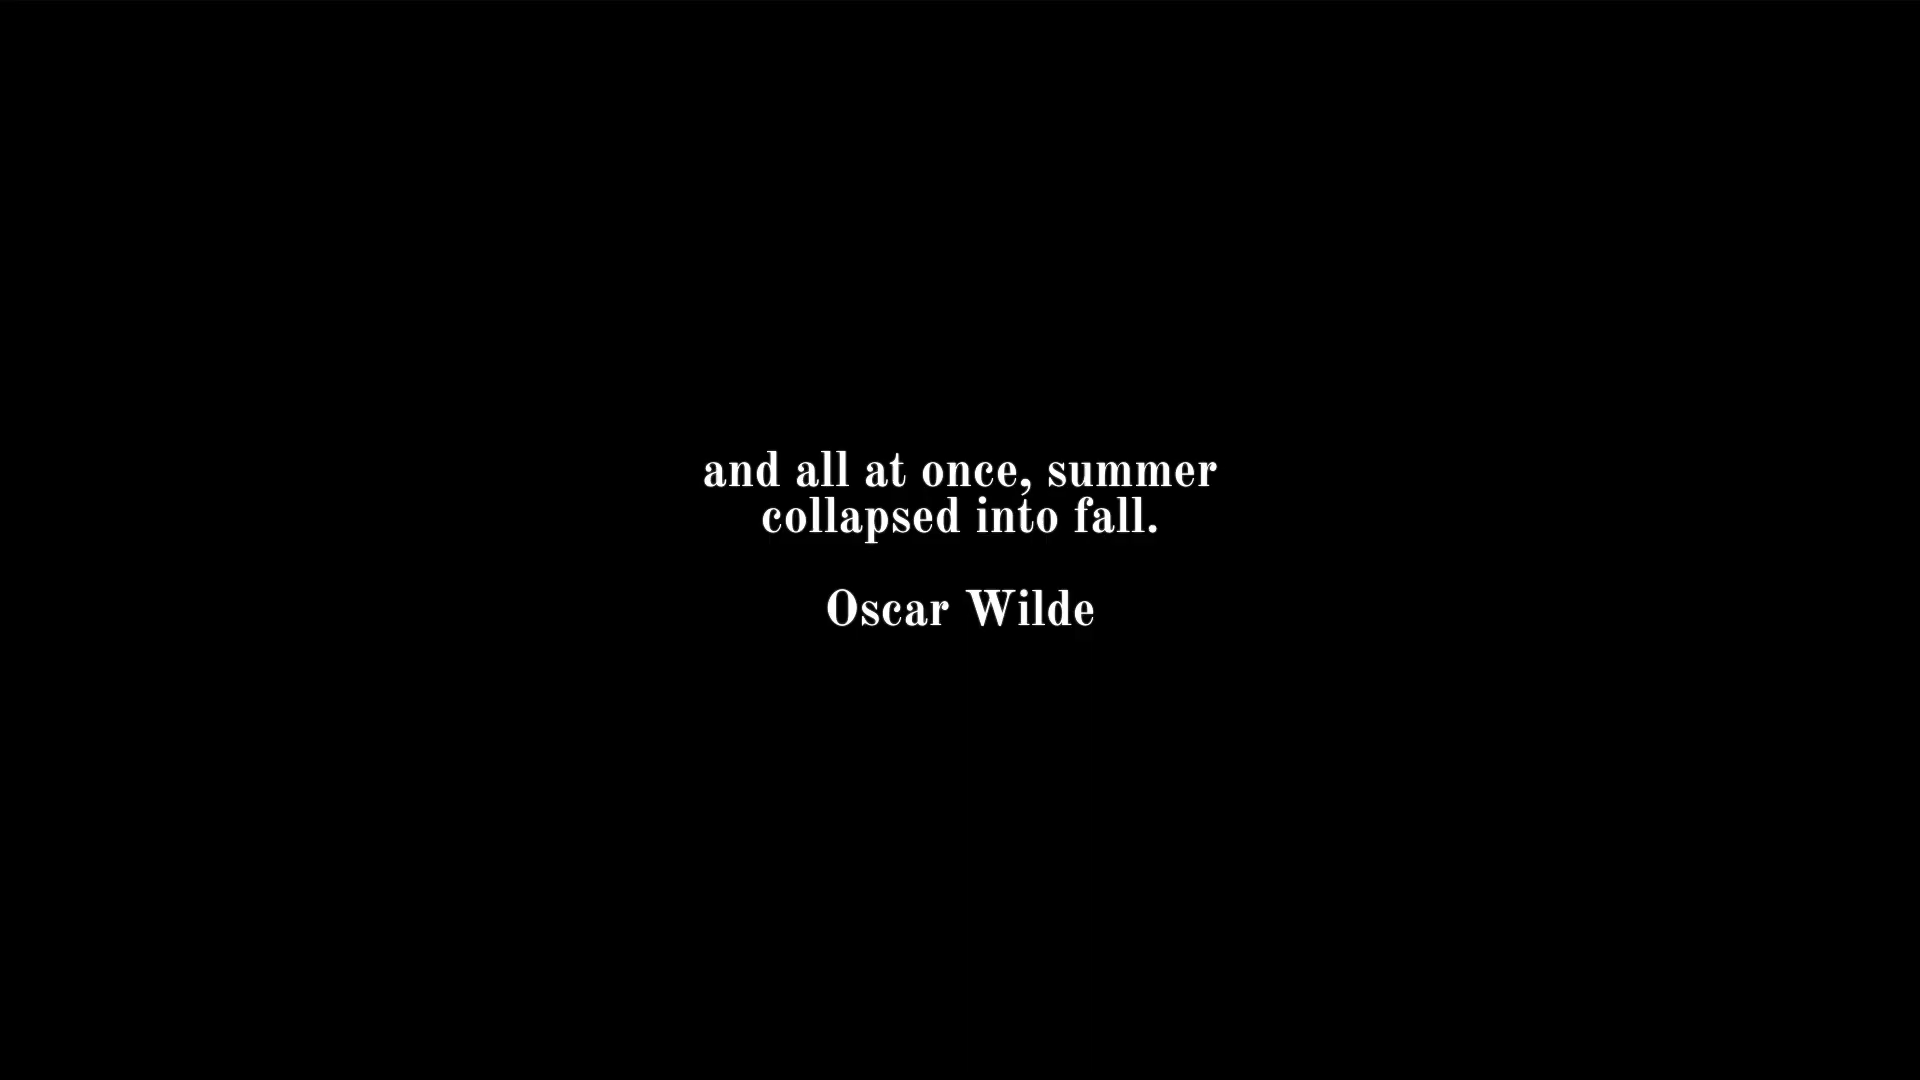 and all at once, summer
collapsed into fall.
Oscar Wilde